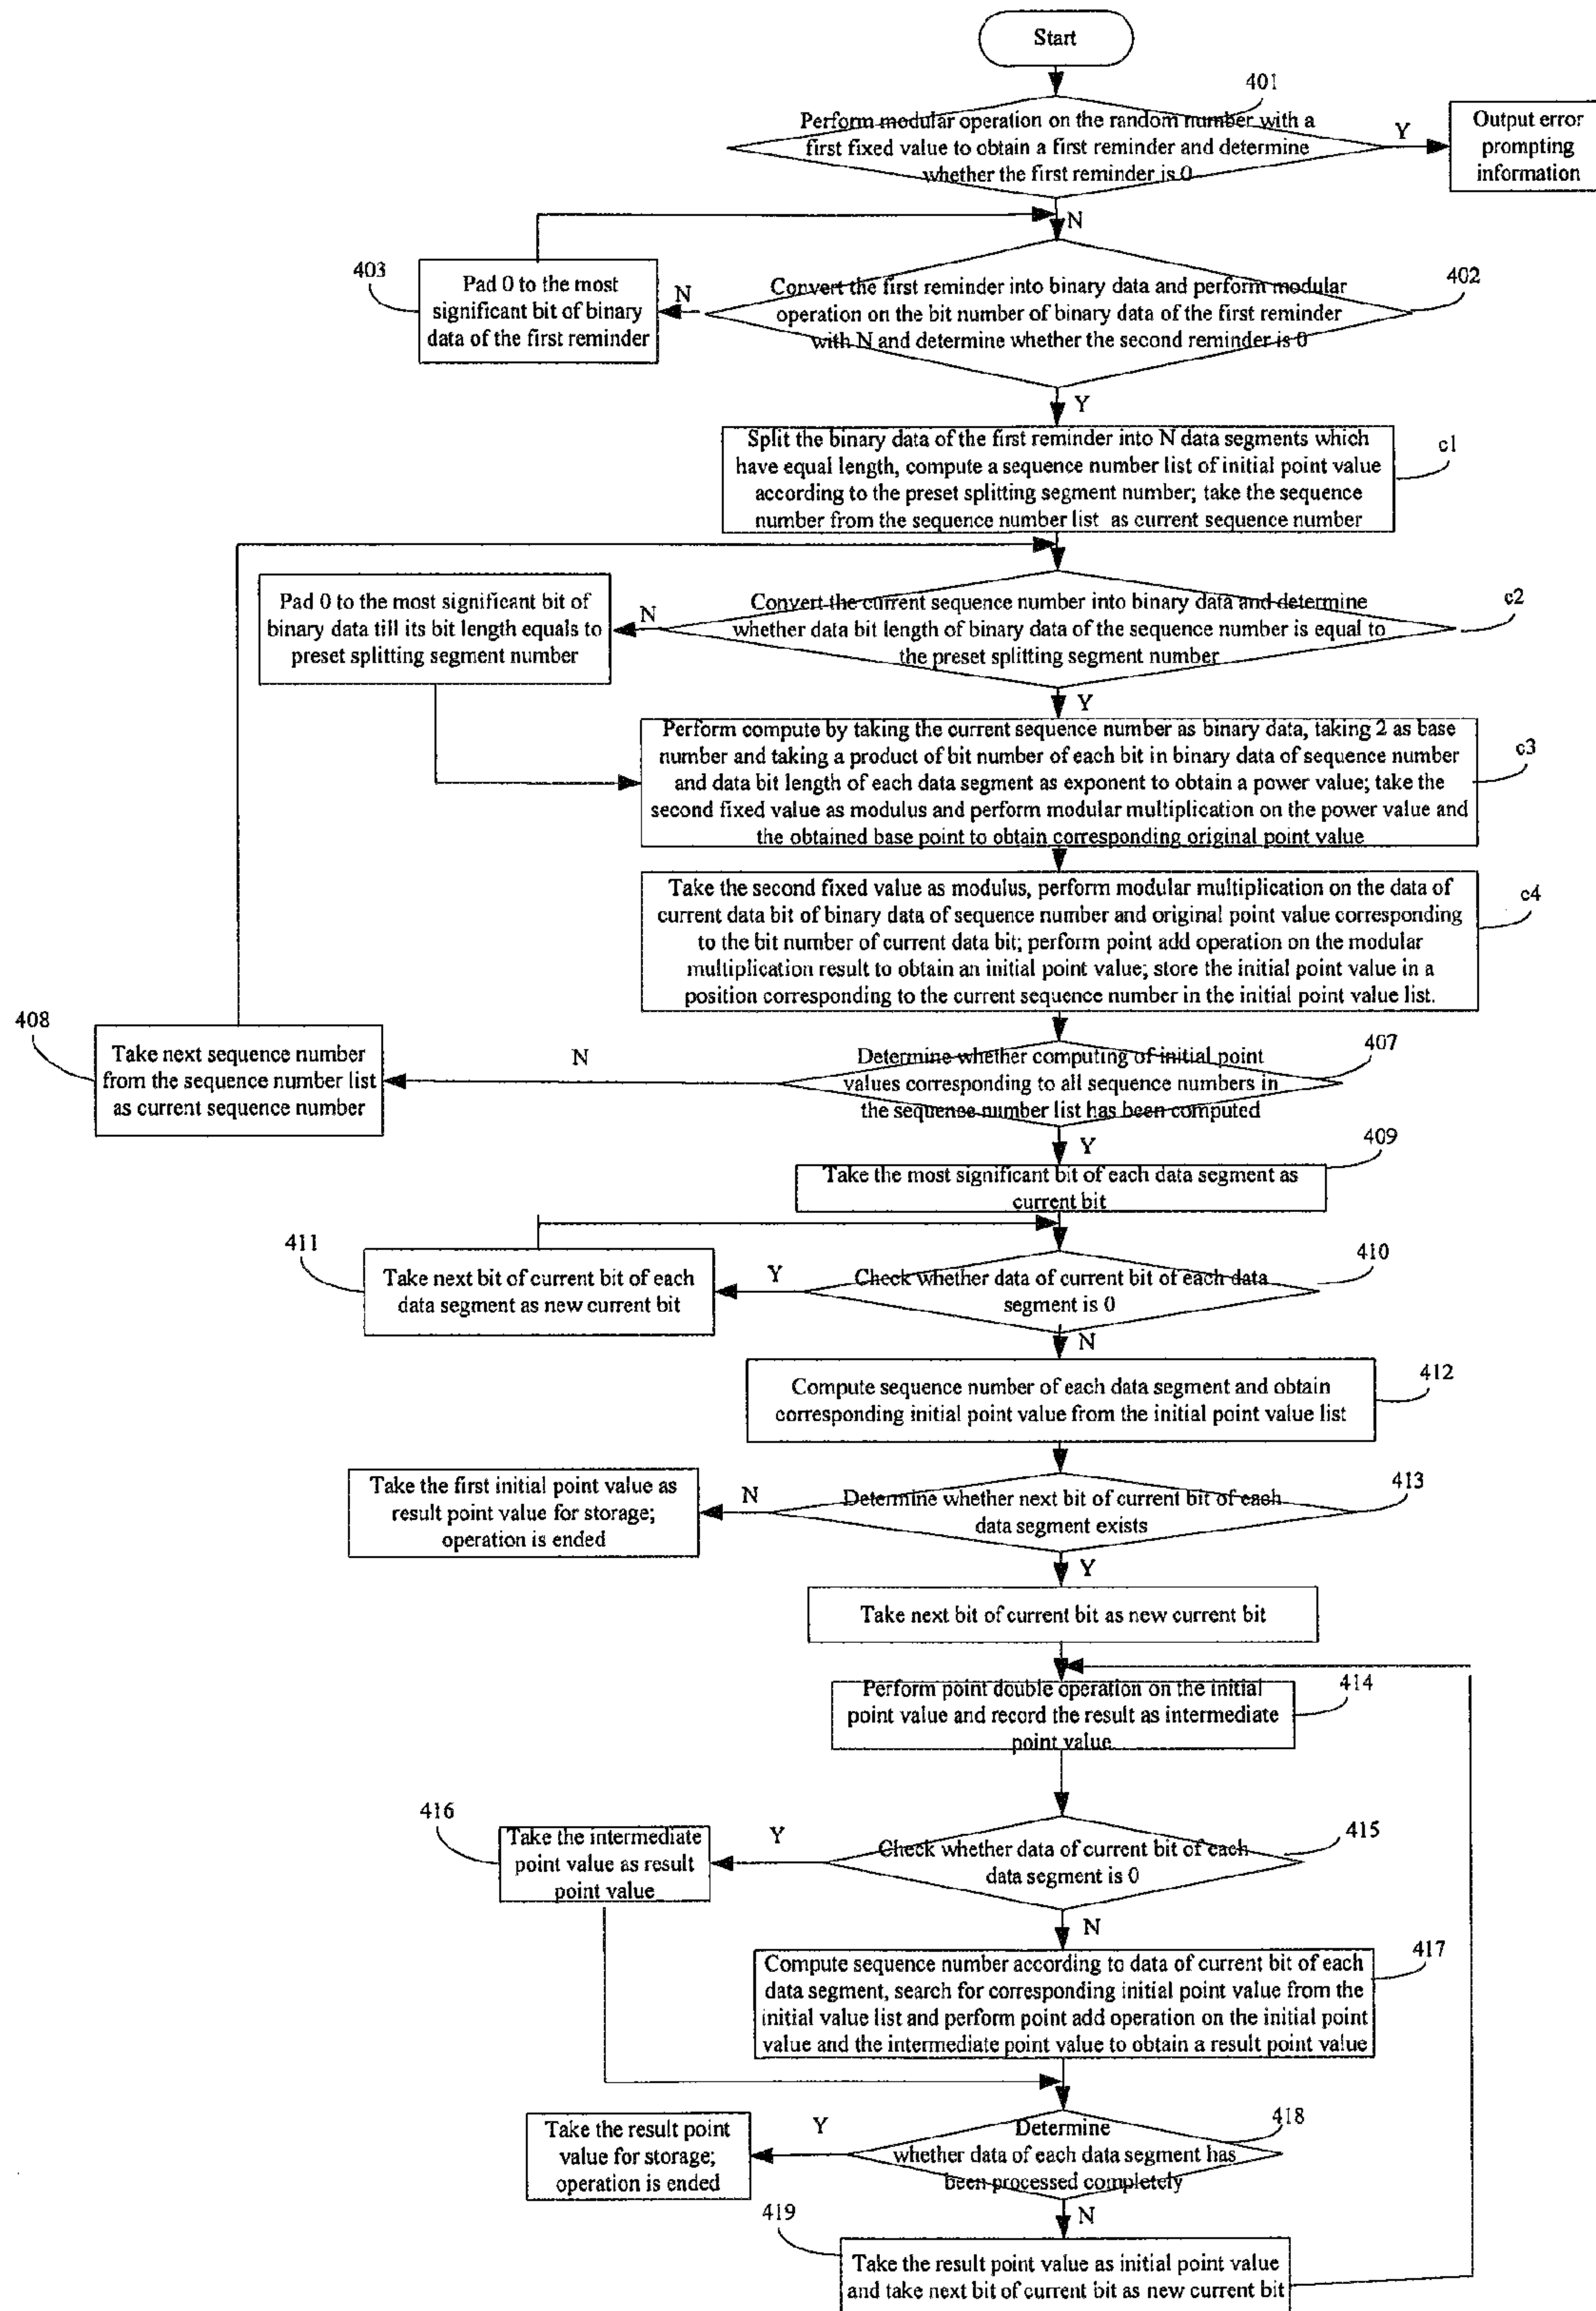 Start
401
Perform modular operation on the random number with a
first fixed value to obtain a first reminder and determine
whether the first reminder is 0
Y
Output error
prompting
information
N
403
Pad 0 to the most
significant bit of binary
data of the first reminder
N
Convert the first reminder into binary data and perform modular
operation on the bit number of binary data of the first reminder
with N and determine whether the second reminder is 0
402
Y
Split the binary data of the first reminder into N data segments which
have equal length, compute a sequence number list of initial point value
according to the preset splitting segment number; take the sequence
number from the sequence number list as current sequence number
c1
Pad 0 to the most significant bit of
binary data till its bit length equals to
preset splitting segment number
N
Convert the current sequence number into binary data and determine
whether data bit length of binary data of the sequence number is equal to
the preset splitting segment number
c2
Y
Perform compute by taking the current sequence number as binary data, taking 2 as base
number and taking a product of bit number of each bit in binary data of sequence number
and data bit length of each data segment as exponent to obtain a power value; take the
second fixed value as modulus and perform modular multiplication on the power value and
the obtained base point to obtain corresponding original point value
c3
Take the second fixed value as modulus, perform modular multiplication on the data of
current data bit of binary data of sequence number and original point value corresponding
to the bit number of current data bit; perform point add operation on the modular
multiplication result to obtain an initial point value; store the initial point value in a
position corresponding to the current sequence number in the initial point value list.
c4
408
Take next sequence number
from the sequence number list
as current sequence number
N
Determine whether computing of initial point
values corresponding to all sequence numbers in
the sequence number list has been computed
407
Y
409
Take the most significant bit of each data segment as
current bit
411
Take next bit of current bit of each
data segment as new current bit
Y
Check whether data of current bit of each data
segment is 0
410
N
Compute sequence number of each data segment and obtain
corresponding initial point value from the initial point value list
412
Take the first initial point value as
result point value for storage;
operation is ended
N
Determine whether next bit of current bit of each
data segment exists
413
Y
Take next bit of current bit as new current bit
Perform point double operation on the initial
point value and record the result as intermediate
point value
414
416
Take the intermediate
point value as result
point value
Y
Check whether data of current bit of each
data segment is 0
415
N
Compute sequence number according to data of current bit of each
data segment, search for corresponding initial point value from the
initial value list and perform point add operation on the initial point
value and the intermediate point value to obtain a result point value
417
Take the result point
value for storage;
operation is ended
Y
Determine
whether data of each data segment has
been processed completely
418
N
419
Take the result point value as initial point value
and take next bit of current bit as new current bit